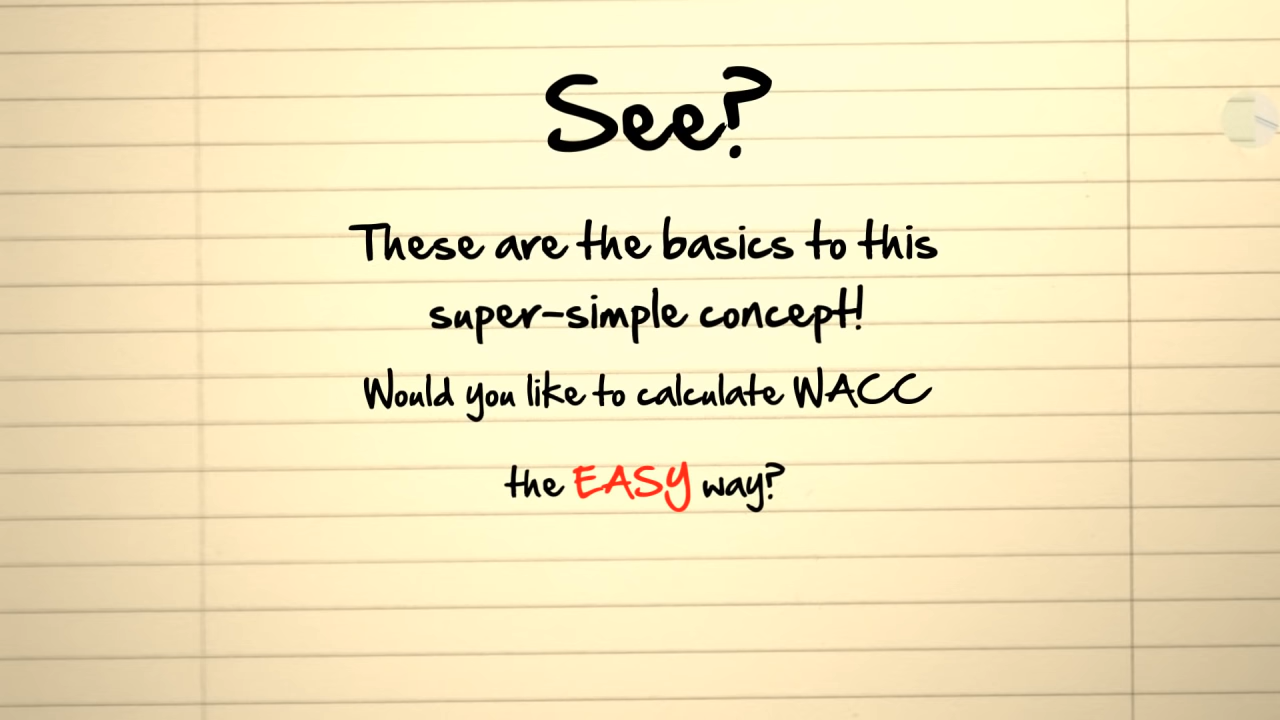 See?
These are the basics to this
super-simple concept!
Would you like to calculate WACC
the EASY way?